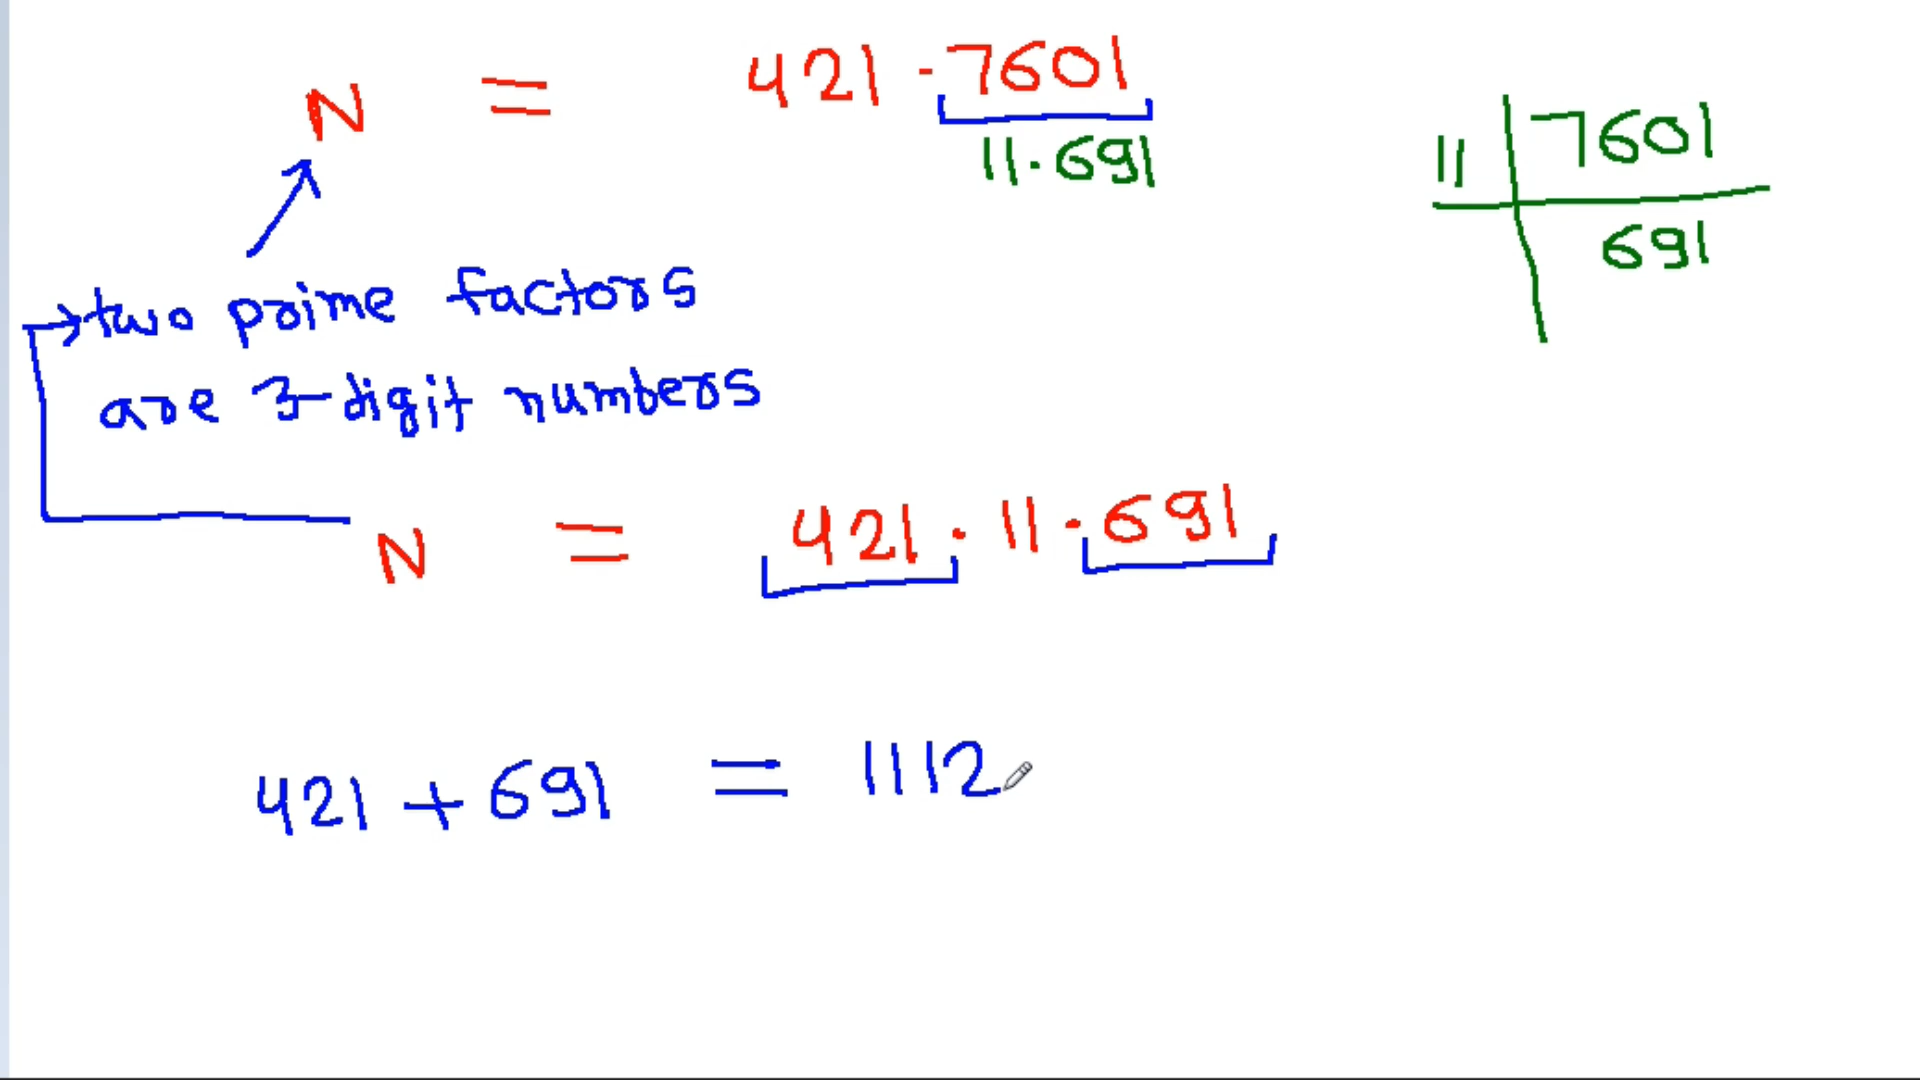 N = 421 · 7601
11 · 691
11 | 7601
691
two prime factors
are 3-digit numbers
N = 421 · 11 · 691
421 + 691 = 1112